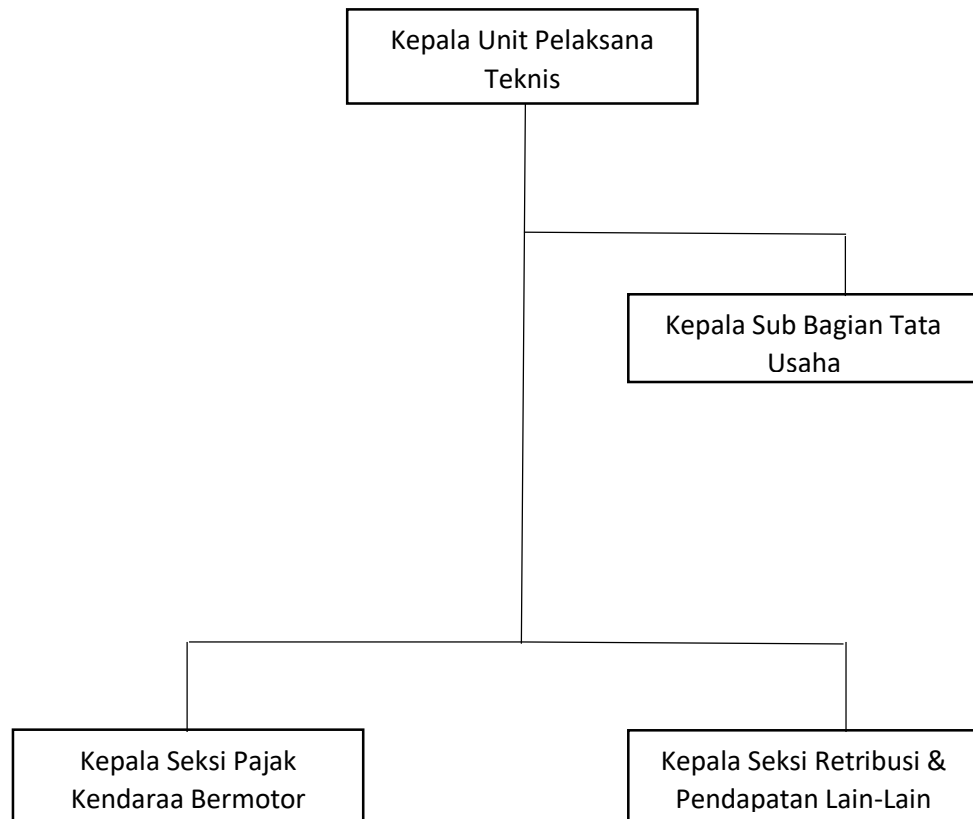 Kepala Unit Pelaksana
Teknis
Kepala Sub Bagian Tata
Usaha
Kepala Seksi Pajak
Kendaraa Bermotor
Kepala Seksi Retribusi &
Pendapatan Lain-Lain